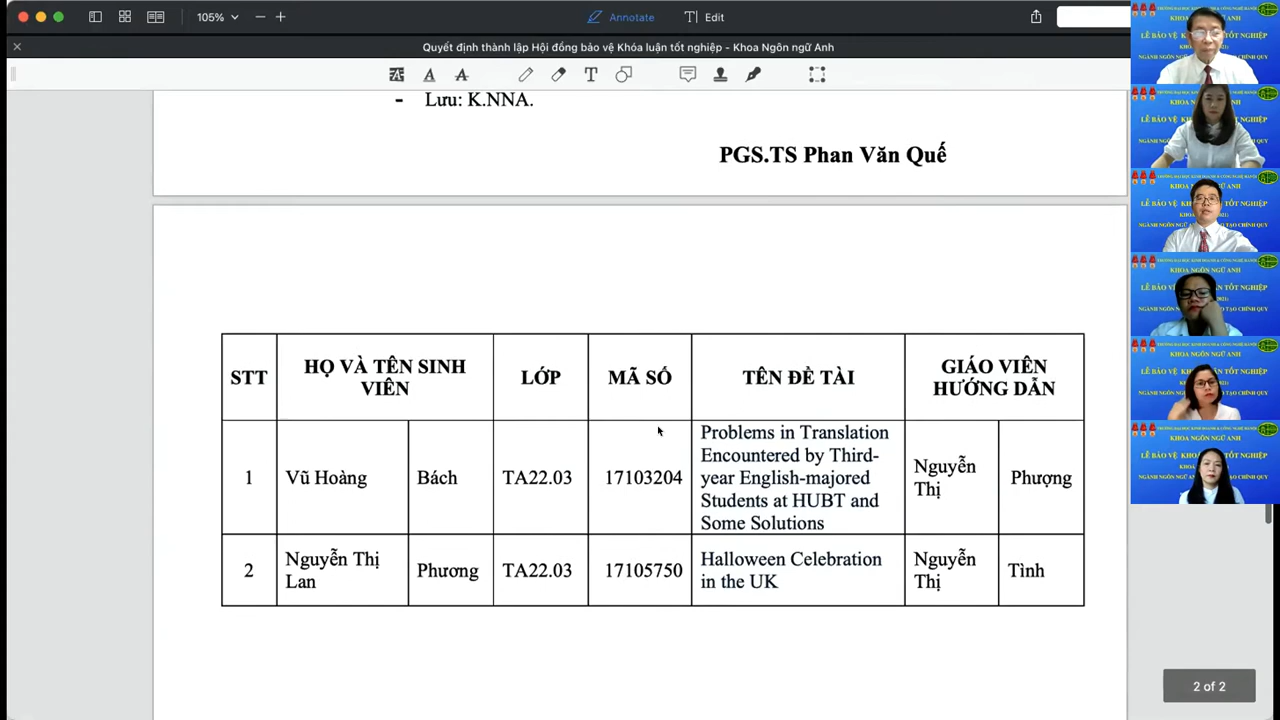 105%
Annotate
Edit
Quyết định thành lập Hội đồng bảo vệ Khóa luận tốt nghiệp - Khoa Ngôn ngữ Anh
- Lưu: K.NNA.
PGS.TS Phan Văn Quế
STT
HỌ VÀ TÊN SINH
VIÊN
LỚP
MÃ SỐ
TÊN ĐỀ TÀI
GIÁO VIÊN
HƯỚNG DẪN
1
Vũ Hoàng
Bách
TA22.03
17103204
Problems in Translation
Encountered by Third-
year English-majored
Students at HUBT and
Some Solutions
Nguyễn
Thị
Phượng
2
Nguyễn Thị
Lan
Phương
TA22.03
17105750
Halloween Celebration
in the UK
Nguyễn
Thị
Tình
2 of 2